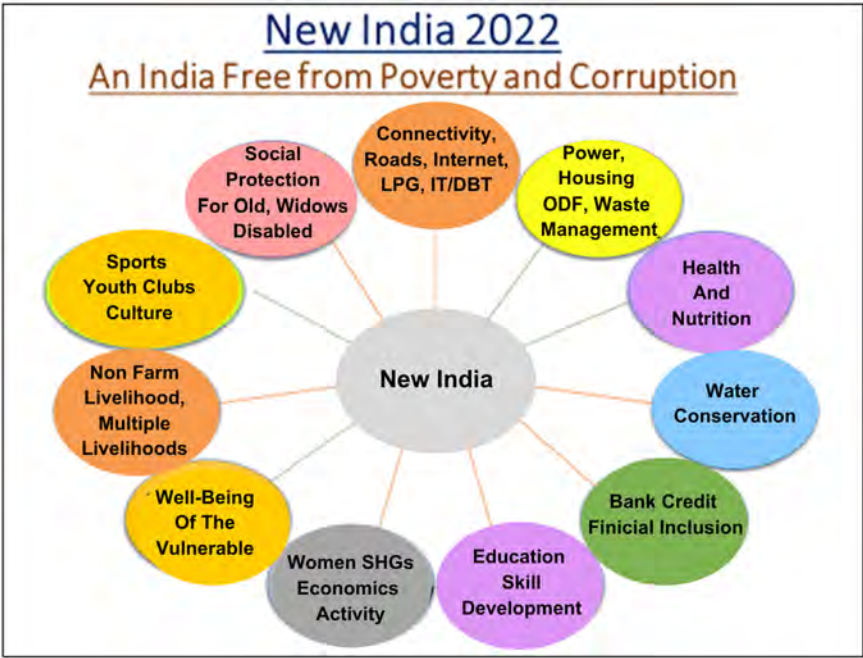 New India 2022
An India Free from Poverty and Corruption
Connectivity,
Roads, Internet,
LPG, IT/DBT
Power,
Housing
ODF, Waste
Management
Health
And
Nutrition
Water
Conservation
Bank Credit
Finicial Inclusion
Education
Skill
Development
Women SHGs
Economics
Activity
Well-Being
Of The
Vulnerable
Non Farm
Livelihood,
Multiple
Livelihoods
Sports
Youth Clubs
Culture
Social
Protection
For Old, Widows
Disabled
New India